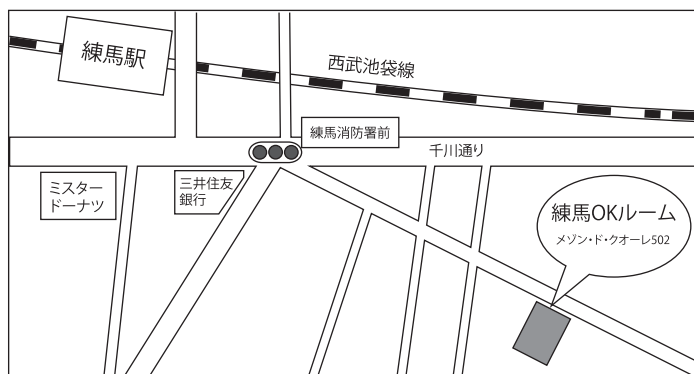 練馬駅
西武池袋線
練馬消防署前
千川通り
ミスター
ドーナツ
三井住友
銀行
練馬OKルーム
メゾン・ド・クオーレ502